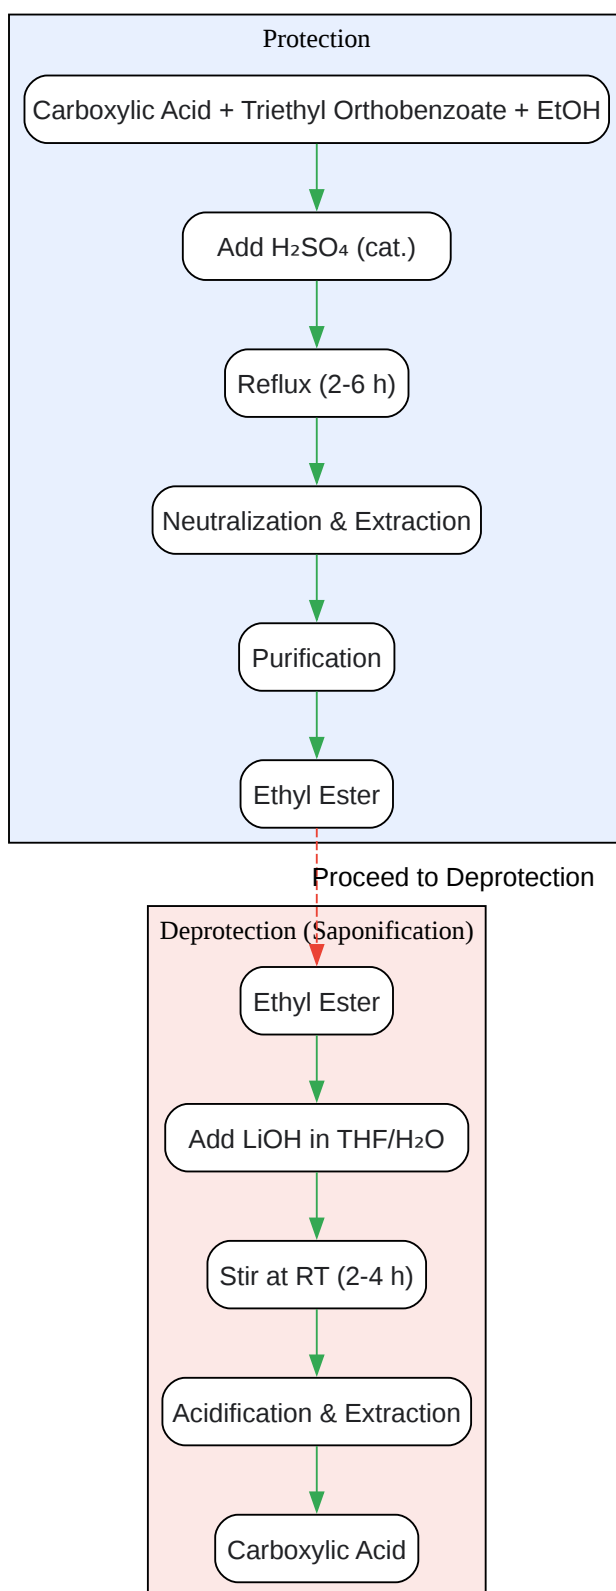 Protection
Carboxylic Acid + Triethyl Orthobenzoate + EtOH
Add H₂SO₄ (cat.)
Reflux (2-6 h)
Neutralization & Extraction
Purification
Ethyl Ester
Proceed to Deprotection
Deprotection (Saponification)
Ethyl Ester
Add LiOH in THF/H₂O
Stir at RT (2-4 h)
Acidification & Extraction
Carboxylic Acid